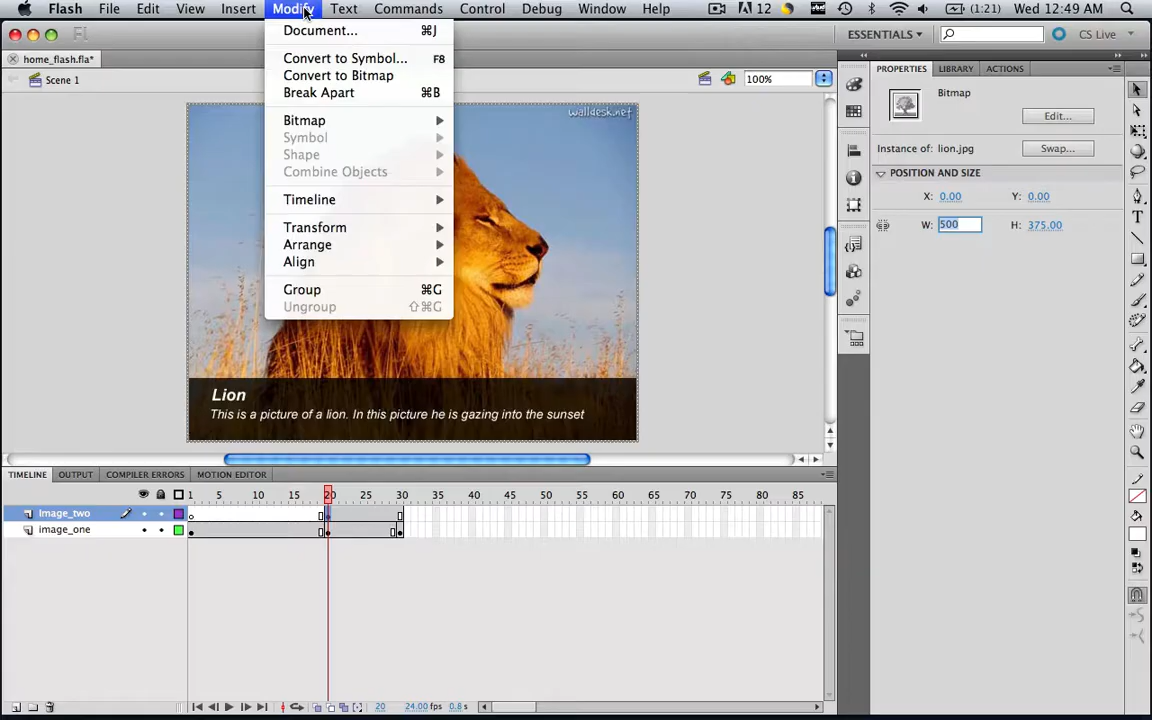 Flash File Edit View Insert Modify Text Commands Control Debug Window Help 12 (1:21) Wed 12:49 AM
Fl ESSENTIALS CS Live
home_flash.fla*
Scene 1 100%
Document... ⌘J
Convert to Symbol... F8
Convert to Bitmap
Break Apart ⌘B
Bitmap
Symbol
Shape
Combine Objects
Timeline
Transform
Arrange
Align
Group ⌘G
Ungroup ⇧⌘G
walldesk.net
Lion
This is a picture of a lion. In this picture he is gazing into the sunset
PROPERTIES LIBRARY ACTIONS
Bitmap
Edit...
Instance of: lion.jpg Swap...
POSITION AND SIZE
X: 0.00 Y: 0.00
W: 500 H: 375.00
TIMELINE OUTPUT COMPILER ERRORS MOTION EDITOR
1 5 10 15 20 25 30 35 40 45 50 55 60 65 70 75 80 85
Image_two
image_one
20 24.00 fps 0.8 s